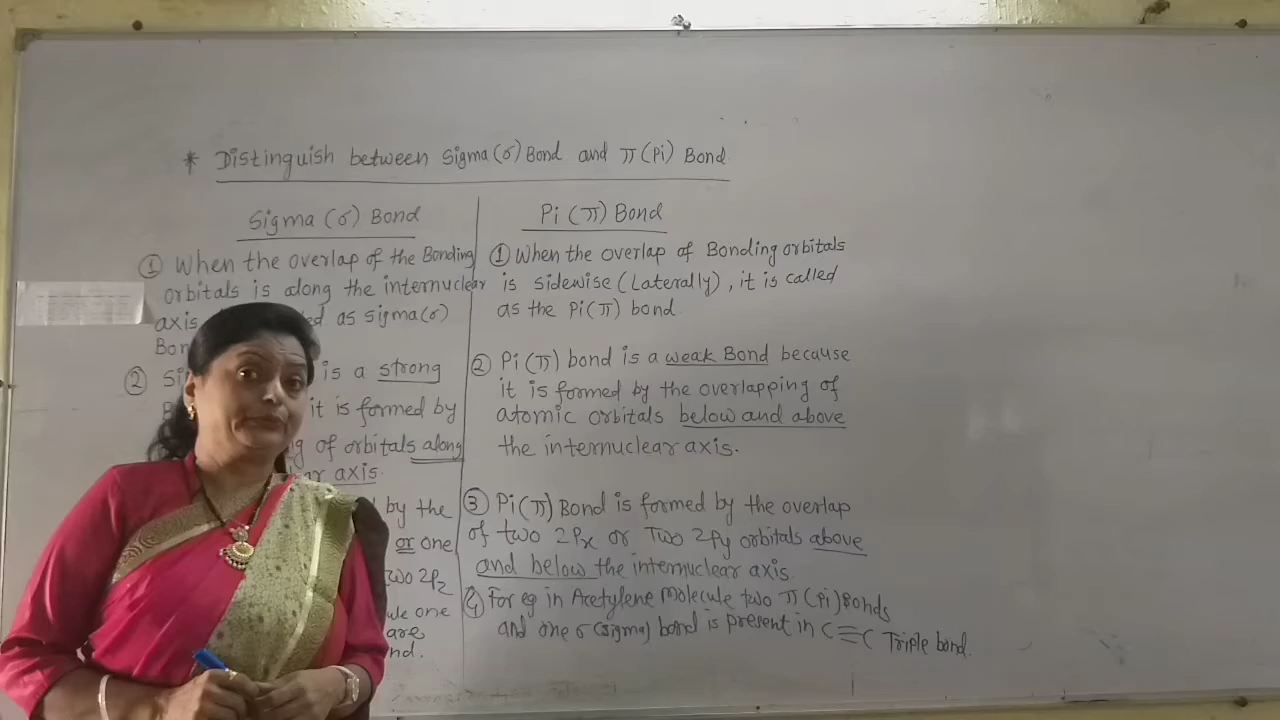 * Distinguish between Sigma(σ) Bond and π(Pi) Bond
Sigma (σ) Bond
① When the overlap of the Bonding
orbitals is along the internuclear
axis as sigma(σ)
② is a strong
it is formed by
of orbitals along
axis.
by the
or one
two 2Pz
one
are
Pi (π) Bond
① When the overlap of Bonding orbitals
is sidewise (Laterally), it is called
as the Pi(π) bond.
② Pi (π) bond is a weak Bond because
it is formed by the overlapping of
atomic orbitals below and above
the internuclear axis.
③ Pi (π) Bond is formed by the overlap
of two 2Px or Two 2Py orbitals above
and below the internuclear axis.
④ For eg in Acetylene Molecule two π (Pi) Bonds
and one σ(sigma) bond is present in C≡C Triple bond.